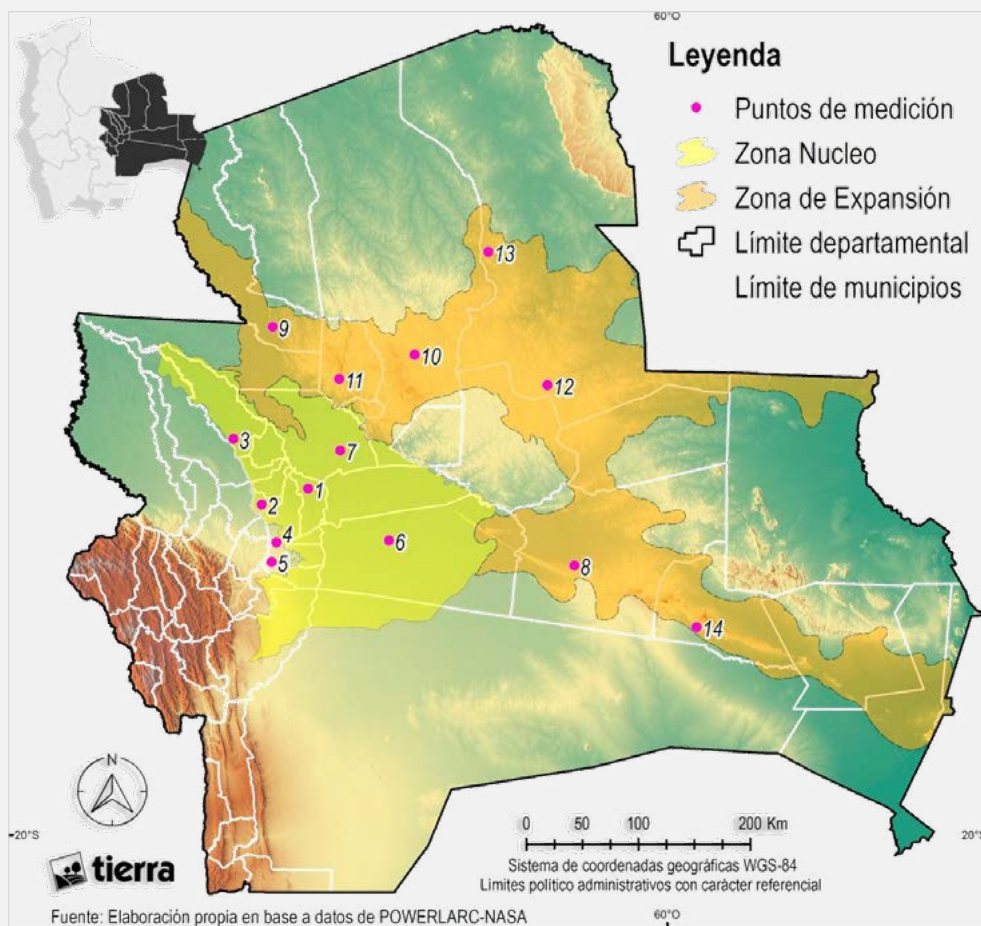 60°O
Leyenda
Puntos de medición
Zona Nucleo
Zona de Expansión
Límite departamental
Límite de municipios
13
9
10
11
12
3
7
1
2
4
6
5
8
14
N
20°S
20°S
0 50 100 200 Km
Sistema de coordenadas geográficas WGS-84
Limites político administrativos con carácter referencial
tierra
Fuente: Elaboración propia en base a datos de POWERLARC-NASA
60°O